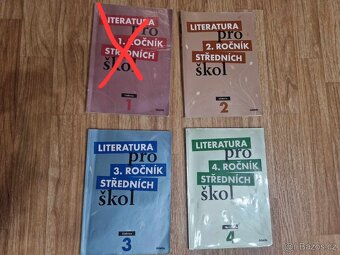 LITERATURA
pro
1. ROČNÍK
STŘEDNÍCH
škol
1
LITERATURA
pro
2. ROČNÍK
STŘEDNÍCH
škol
2
LITERATURA
pro
3. ROČNÍK
STŘEDNÍCH
škol
3
LITERATURA
pro
4. ROČNÍK
STŘEDNÍCH
škol
4